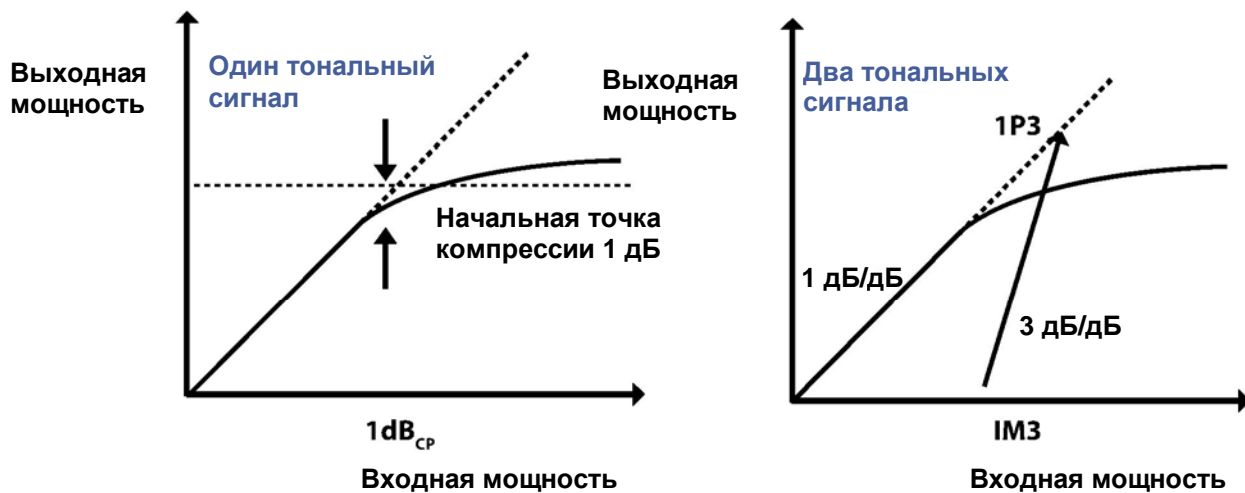 Выходная
мощность
Один тональный
сигнал
Начальная точка
компрессии 1 дБ
1dBCP
Входная мощность
Выходная
мощность
Два тональных
сигнала
1P3
1 дБ/дБ
3 дБ/дБ
IM3
Входная мощность